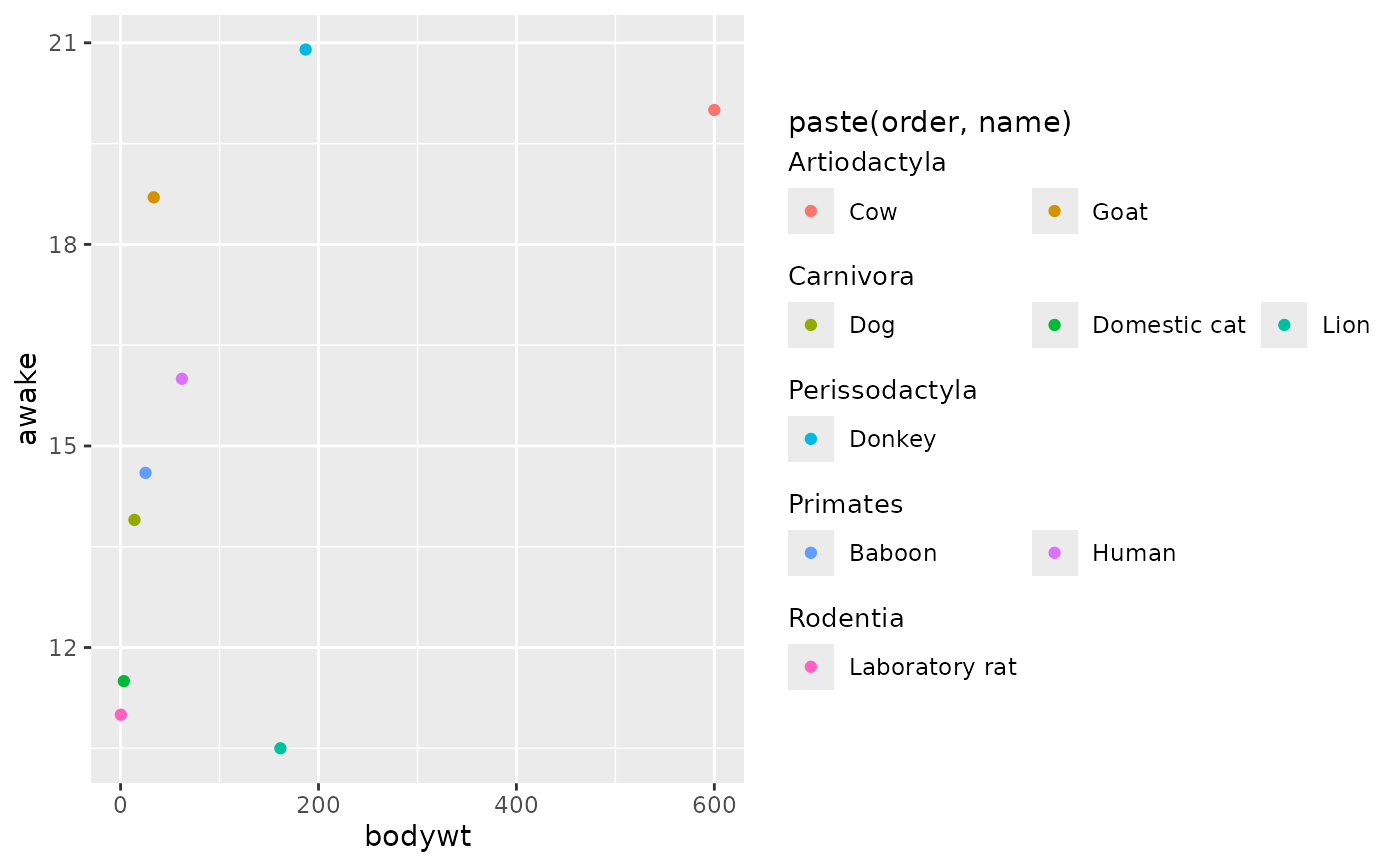 21
18
15
12
awake
0 200 400 600
bodywt
paste(order, name)
Artiodactyla
Cow Goat
Carnivora
Dog Domestic cat Lion
Perissodactyla
Donkey
Primates
Baboon Human
Rodentia
Laboratory rat